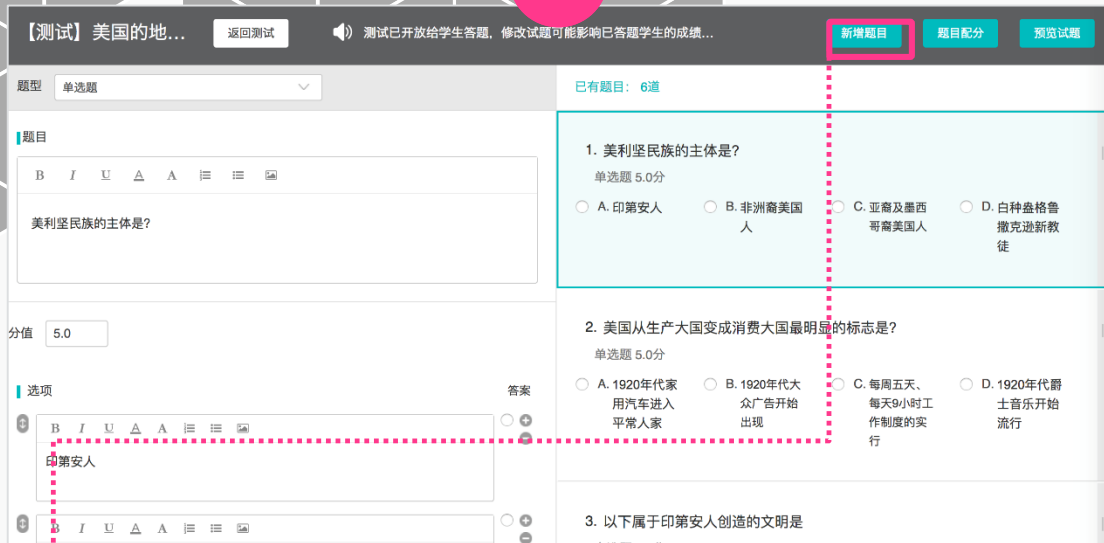 【测试】美国的地...
返回测试
测试已开放给学生答题，修改试题可能影响已答题学生的成绩...
新增题目
题目配分
预览试题
题型
单选题
已有题目： 6道
题目
B I U A A
美利坚民族的主体是?
分值
5.0
选项
答案
B I U A A
印第安人
B I U A A
1. 美利坚民族的主体是?
单选题 5.0分
A. 印第安人
B. 非洲裔美国
人
C. 亚裔及墨西
哥裔美国人
D. 白种盎格鲁
撒克逊新教
徒
2. 美国从生产大国变成消费大国最明显的标志是?
单选题 5.0分
A. 1920年代家
用汽车进入
平常人家
B. 1920年代大
众广告开始
出现
C. 每周五天、
每天9小时工
作制度的实
行
D. 1920年代爵
士音乐开始
流行
3. 以下属于印第安人创造的文明是